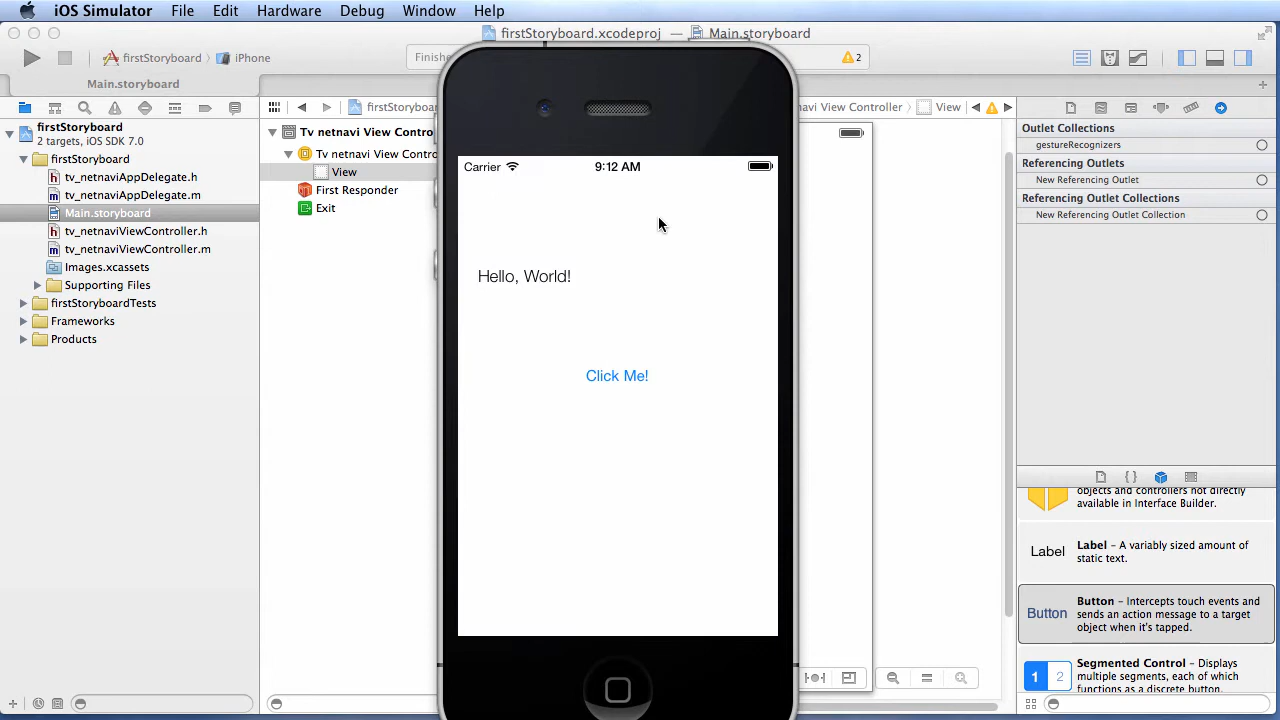 iOS Simulator File Edit Hardware Debug Window Help
firstStoryboard.xcodeproj — Main.storyboard
firstStoryboard iPhone
Finishe
2
Main.storyboard
firstStoryboar
navi View Controller
View
firstStoryboard
2 targets, iOS SDK 7.0
firstStoryboard
tv_netnaviAppDelegate.h
tv_netnaviAppDelegate.m
Main.storyboard
tv_netnaviViewController.h
tv_netnaviViewController.m
Images.xcassets
Supporting Files
firstStoryboardTests
Frameworks
Products
Tv netnavi View Contro
Tv netnavi View Contro
View
First Responder
Exit
Carrier 9:12 AM
Hello, World!
Click Me!
Outlet Collections
gestureRecognizers
Referencing Outlets
New Referencing Outlet
Referencing Outlet Collections
New Referencing Outlet Collection
objects and controllers not directly
available in Interface Builder.
Label
Label – A variably sized amount of
static text.
Button
Button – Intercepts touch events and
sends an action message to a target
object when it's tapped.
1 2
Segmented Control – Displays
multiple segments, each of which
functions as a discrete button.